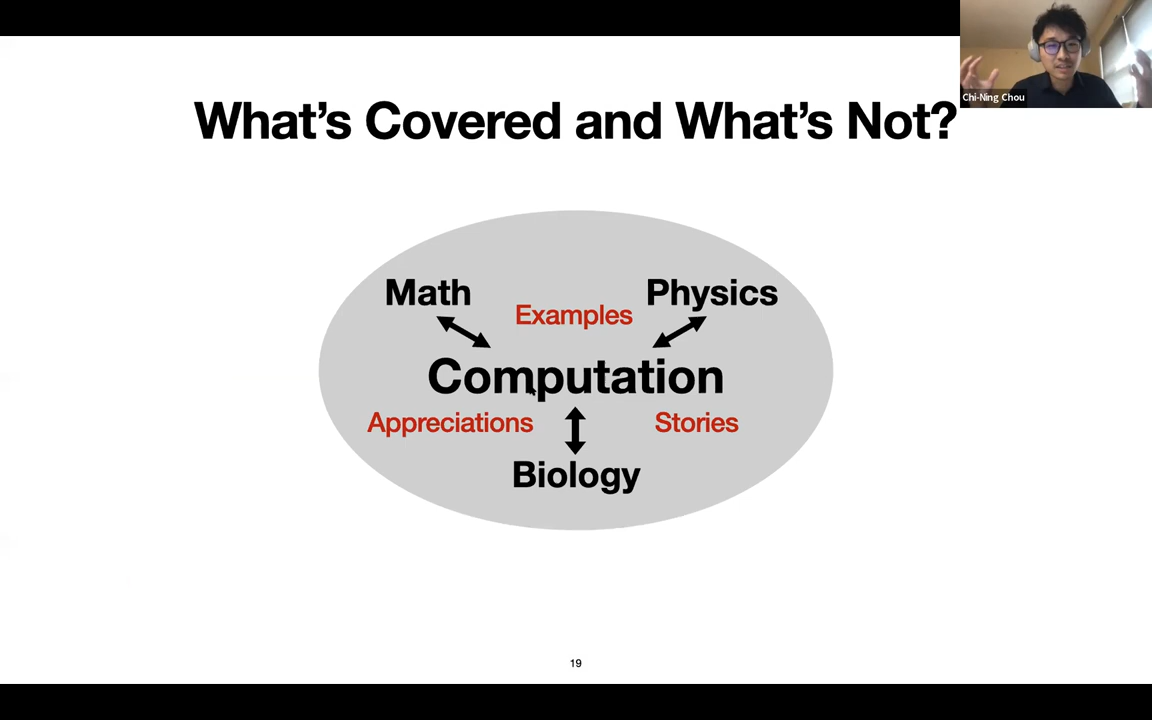 Chi-Ning Chou
What’s Covered and What’s Not?
Math
Physics
Examples
Computation
Appreciations
Stories
Biology
19